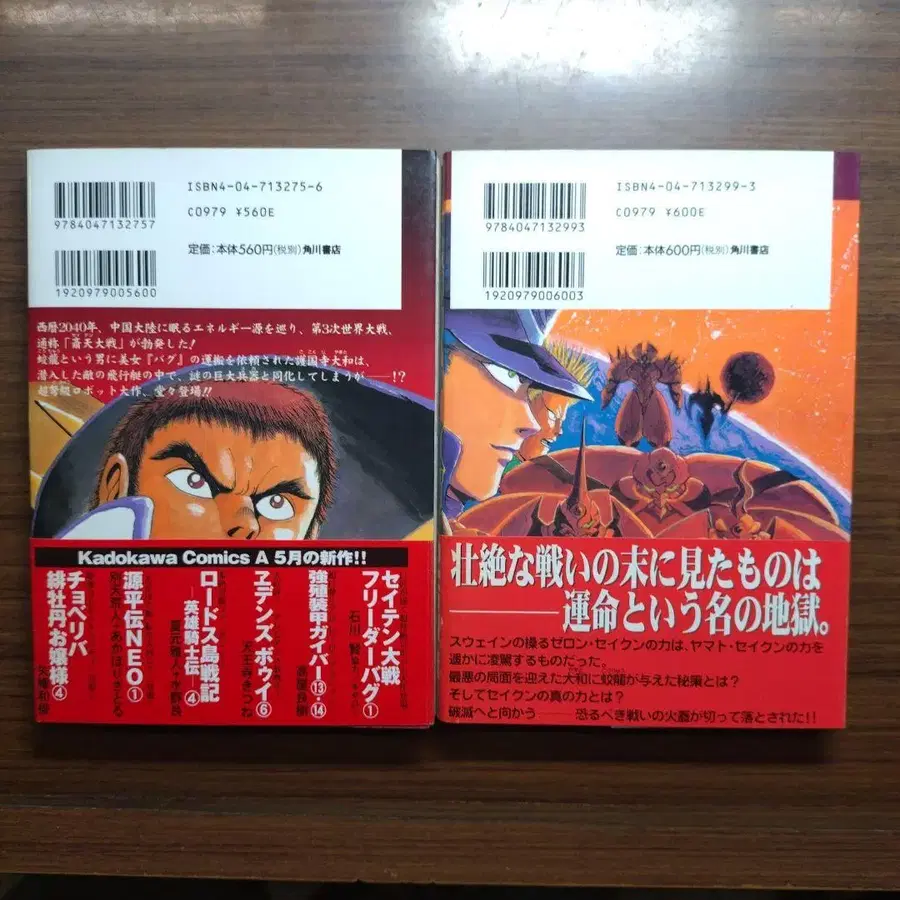 ISBN4-04-713275-6
C0979 ¥560E
9784047132757
定価:本体560円(税別)角川書店
1920979005600
西暦2040年、中国大陸に眠るエネルギー源を巡り、第3次世界大戦、
通称「斎天大戦」が勃発した!
蛟龍という男に美女『バグ』の運搬を依頼された護国寺大和は、
潜入した敵の飛行艇の中で、謎の巨大兵器と同化してしまうが——!?
超弩級ロボット大作、堂々登場!!
Kadokawa Comics A 5月の新作!!
セイテン大戦
フリーダーバグ①
石川 賢
強殖装甲ガイバー⑬・⑭
高屋良樹
ヱデンズ・ボゥイ⑥
天王寺きつね
ロードス島戦記
—英雄騎士伝—④
夏元雅人
源平伝NEO①
あかほりさとる
チョベリバ
緋牡丹お嬢様④
ISBN4-04-713299-3
C0979 ¥600E
9784047132993
定価:本体600円(税別)角川書店
1920979006003
壮絶な戦いの末に見たものは
——運命という名の地獄。
スウェインの操るゼロン・セイクンの力は、ヤマト・セイクンの力を
遥かに凌駕するものだった。
最悪の局面を迎えた大和に蛟龍が与えた秘策とは?
そしてセイクンの真の力とは?
破滅へと向かう——恐るべき戦いの火蓋が切って落とされた!!